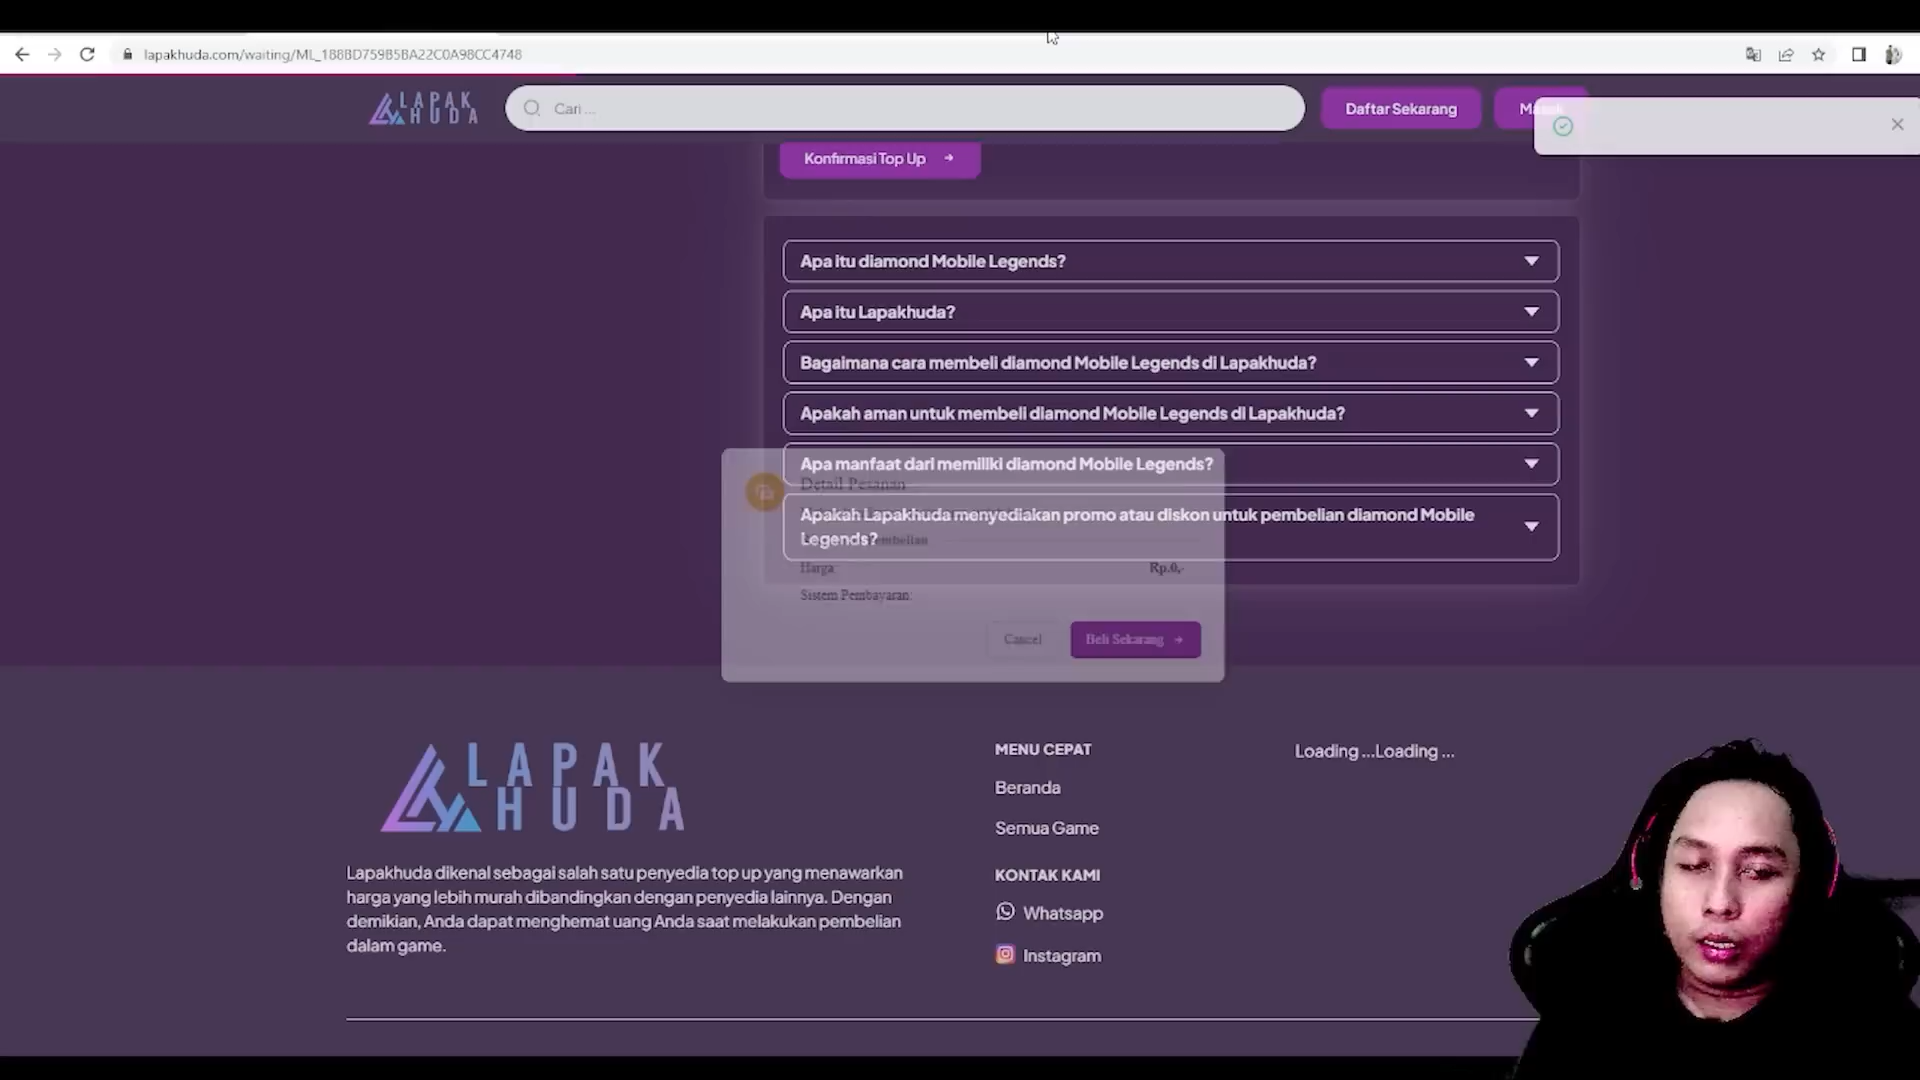 lapakhuda.com/waiting/ML_188BD759B5BA22C0A98CC4748
LAPAK
HUDA
Cari ...
Daftar Sekarang
Konfirmasi Top Up
Apa itu diamond Mobile Legends?
Apa itu Lapakhuda?
Bagaimana cara membeli diamond Mobile Legends di Lapakhuda?
Apakah aman untuk membeli diamond Mobile Legends di Lapakhuda?
Apa manfaat dari memiliki diamond Mobile Legends?
Detail Pesanan
Apakah Lapakhuda menyediakan promo atau diskon untuk pembelian diamond Mobile
Legends?
Harga:
Rp.0,-
Sistem Pembayaran:
Cancel
Beli Sekarang
LAPAK
HUDA
Lapakhuda dikenal sebagai salah satu penyedia top up yang menawarkan
harga yang lebih murah dibandingkan dengan penyedia lainnya. Dengan
demikian, Anda dapat menghemat uang Anda saat melakukan pembelian
dalam game.
MENU CEPAT
Beranda
Semua Game
KONTAK KAMI
Whatsapp
Instagram
Loading ...Loading ...